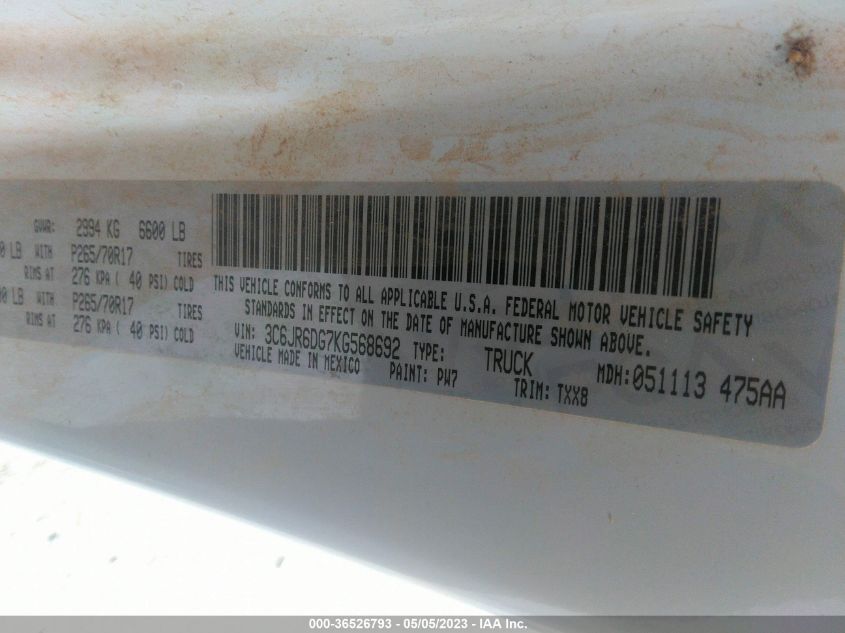 GVWR: 2994 KG 6600 LB
0 LB WITH P265/70R17 TIRES
RIMS AT 276 KPA ( 40 PSI) COLD
00 LB WITH P265/70R17 TIRES
RIMS AT 276 KPA ( 40 PSI) COLD
THIS VEHICLE CONFORMS TO ALL APPLICABLE U.S.A. FEDERAL MOTOR VEHICLE SAFETY
STANDARDS IN EFFECT ON THE DATE OF MANUFACTURE SHOWN ABOVE.
VIN: 3C6JR6DG7KG568692 TYPE: TRUCK MDH:051113 475AA
VEHICLE MADE IN MEXICO PAINT: PW7 TRIM: TXX8
000-36526793 - 05/05/2023 - IAA Inc.